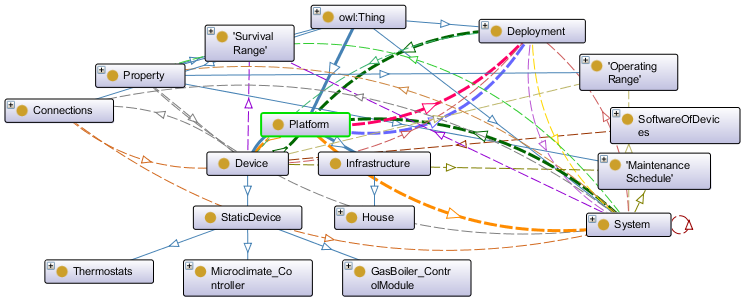 owl:Thing
'Survival
Range'
Deployment
Property
'Operating
Range'
Connections
Platform
SoftwareOfDevic
es
Device
Infrastructure
'Maintenance
Schedule'
StaticDevice
House
System
Thermostats
Microclimate_Co
ntroller
GasBoiler_Contr
olModule